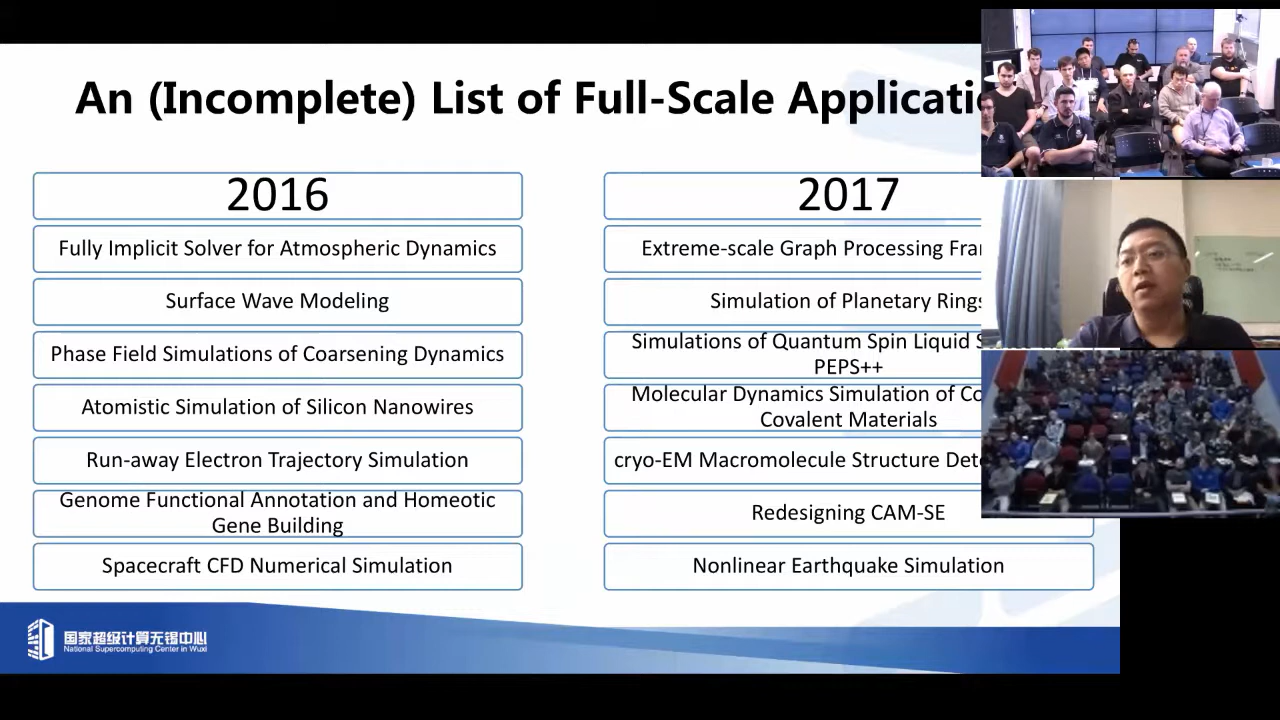 An (Incomplete) List of Full-Scale
2016
Fully Implicit Solver for Atmospheric Dynamics
Surface Wave Modeling
Phase Field Simulations of Coarsening Dynamics
Atomistic Simulation of Silicon Nanowires
Run-away Electron Trajectory Simulation
Genome Functional Annotation and Homeotic
Gene Building
Spacecraft CFD Numerical Simulation
2017
Extreme-scale Graph Processing
Simulation of Planetary Rings
Simulations of Quantum Spin Liquid
PEPS++
Molecular Dynamics Simulation of
Covalent Materials
cryo-EM Macromolecule Structure
Redesigning CAM-SE
Nonlinear Earthquake Simulation
国家超级计算无锡中心
National Supercomputing Center in Wuxi